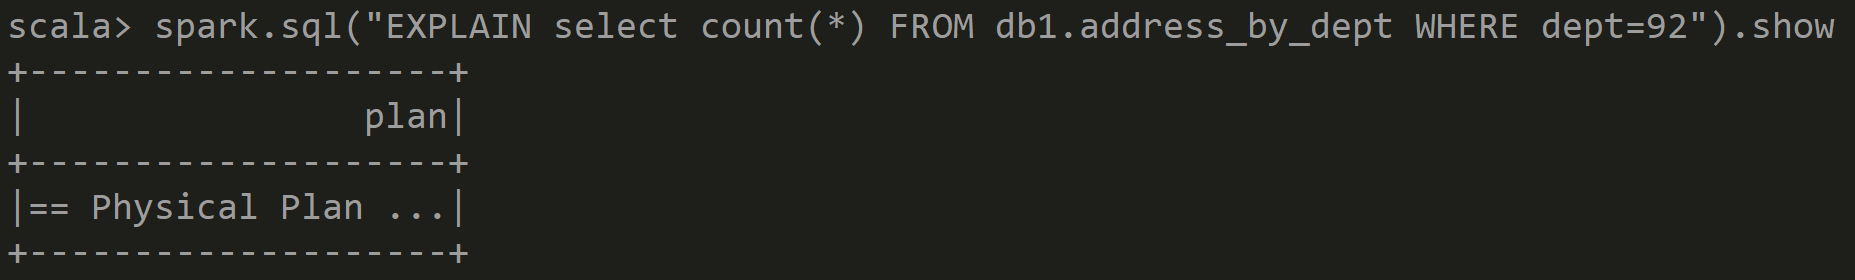 scala> spark.sql("EXPLAIN select count(*) FROM db1.address_by_dept WHERE dept=92").show
+--------------------+
|                plan|
+--------------------+
|== Physical Plan ...|
+--------------------+